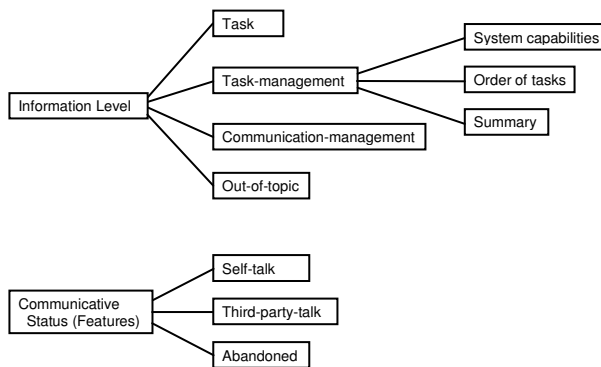 Task
System capabilities
Task-management
Order of tasks
Information Level
Summary
Communication-management
Out-of-topic
Self-talk
Communicative
Status (Features)
Third-party-talk
Abandoned